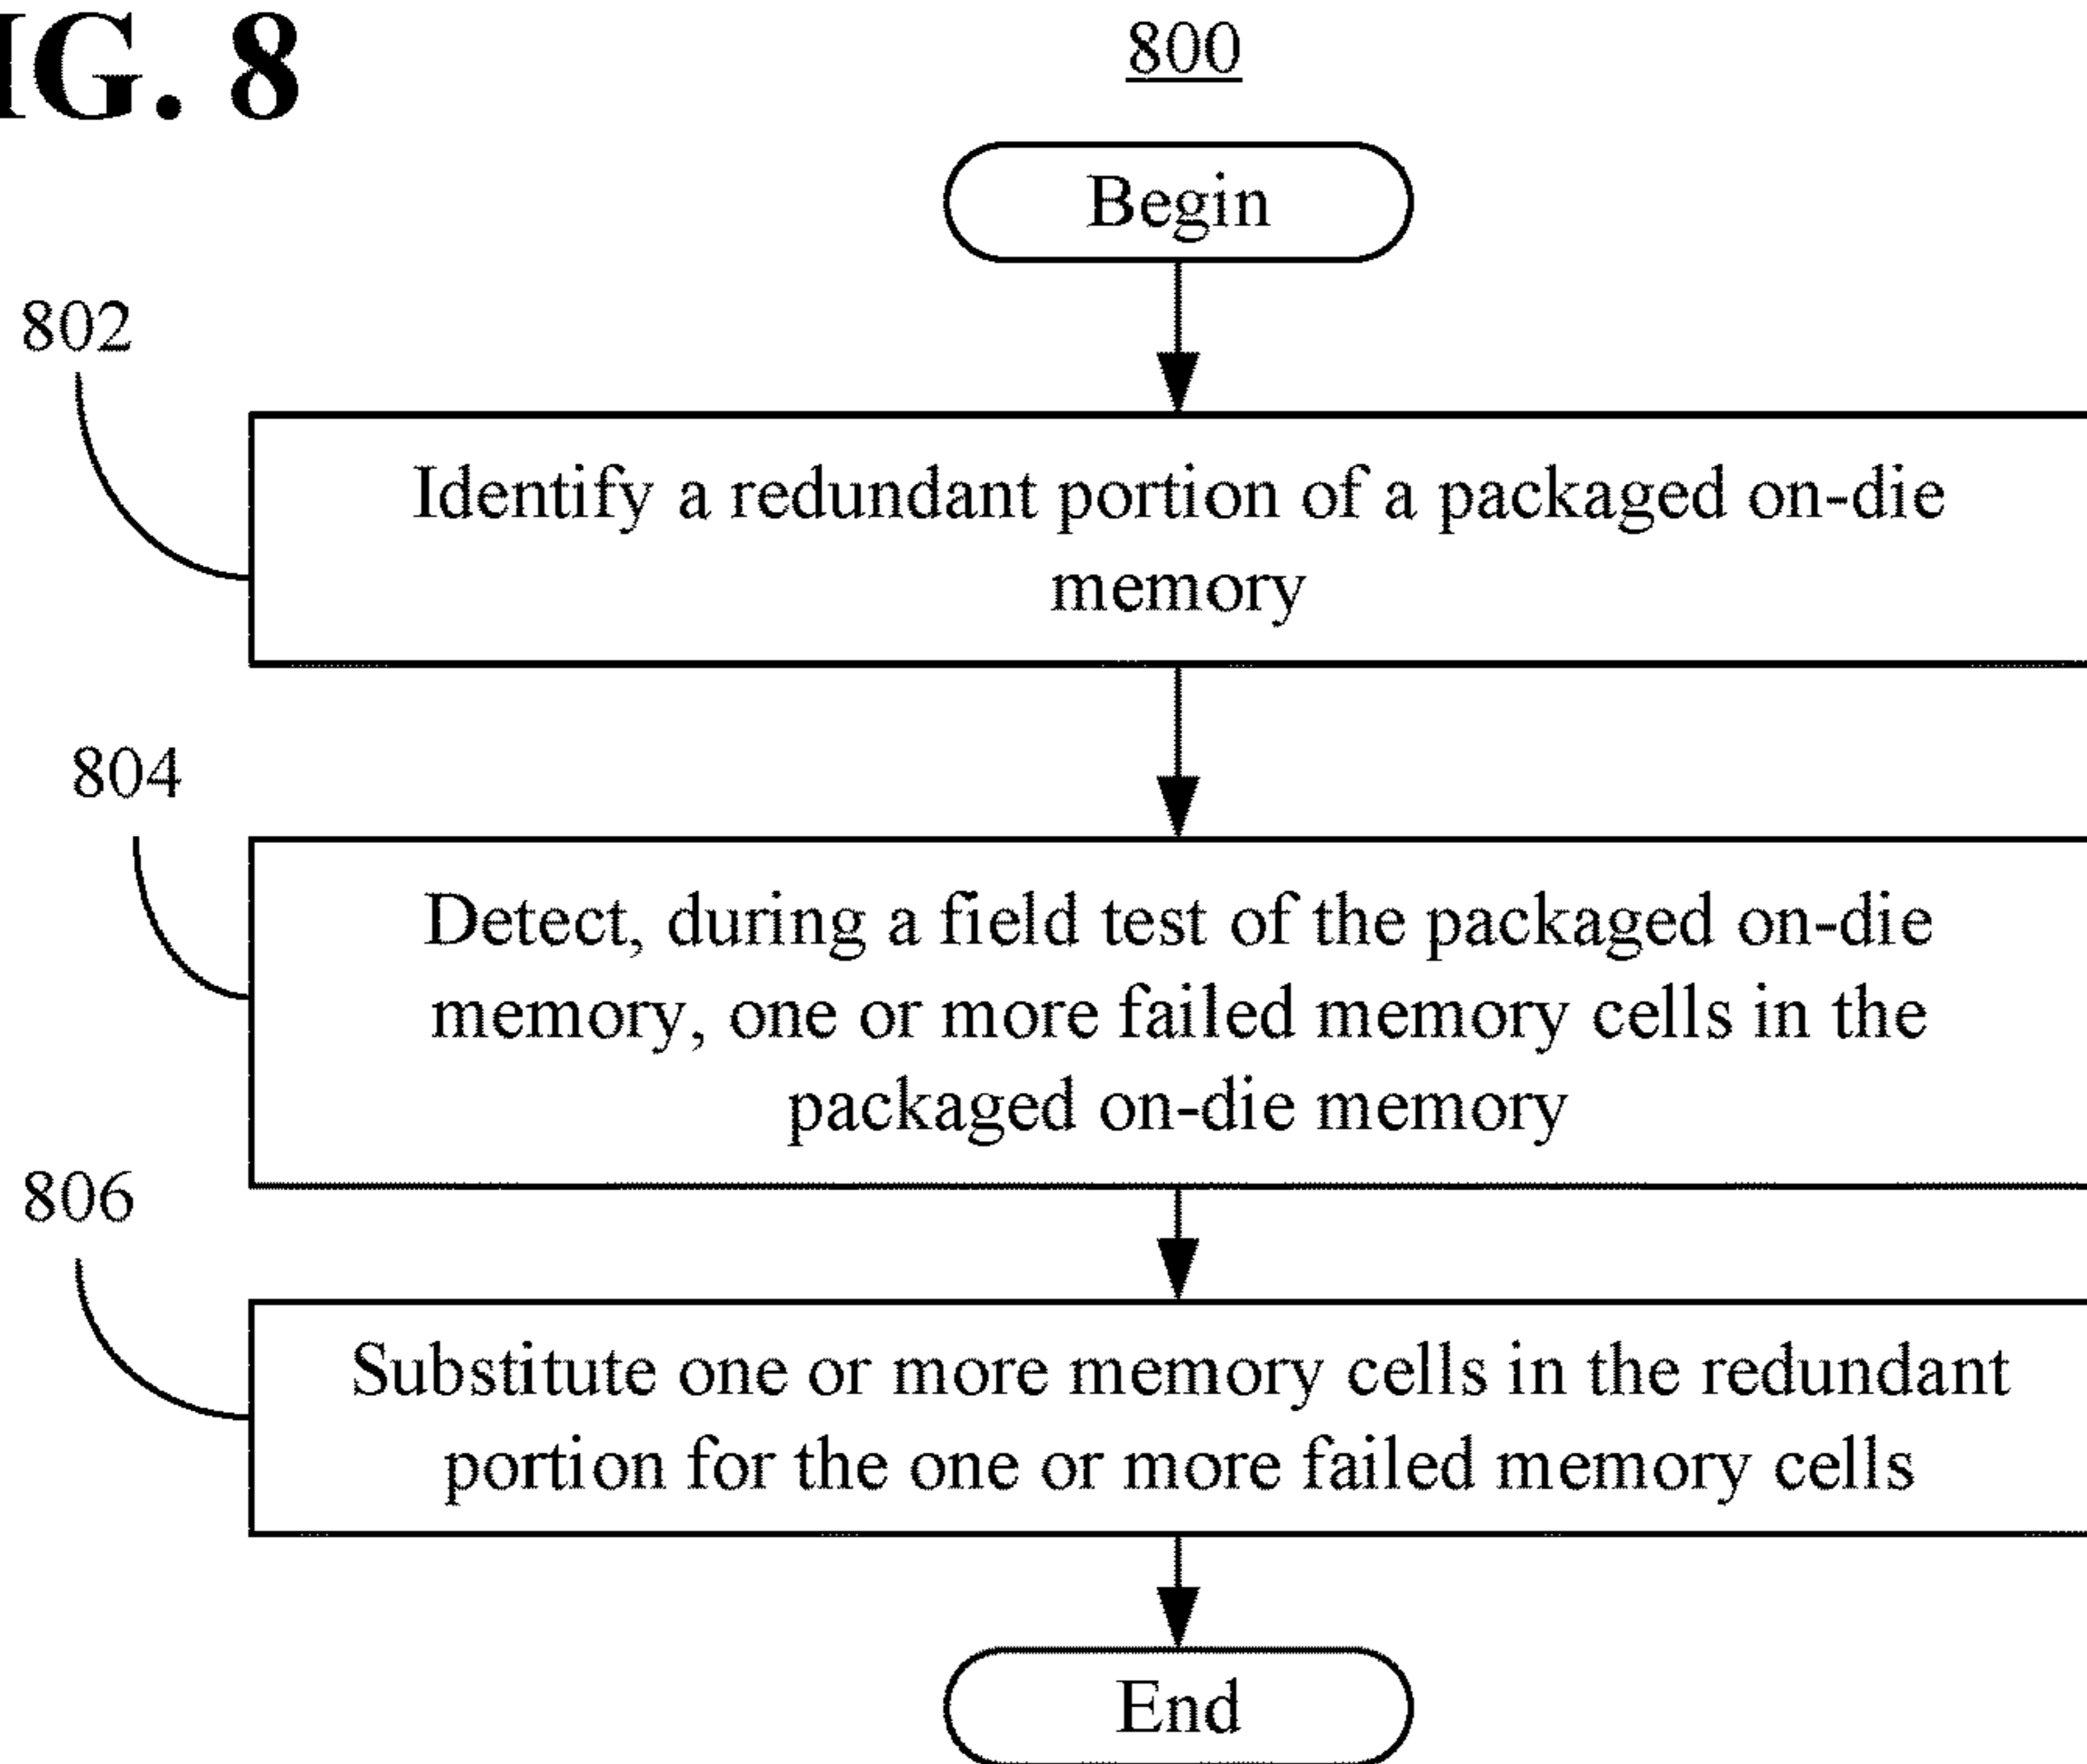 IG. 8
800
Begin
802
Identify a redundant portion of a packaged on-die
memory
804
Detect, during a field test of the packaged on-die
memory, one or more failed memory cells in the
packaged on-die memory
806
Substitute one or more memory cells in the redundant
portion for the one or more failed memory cells
End